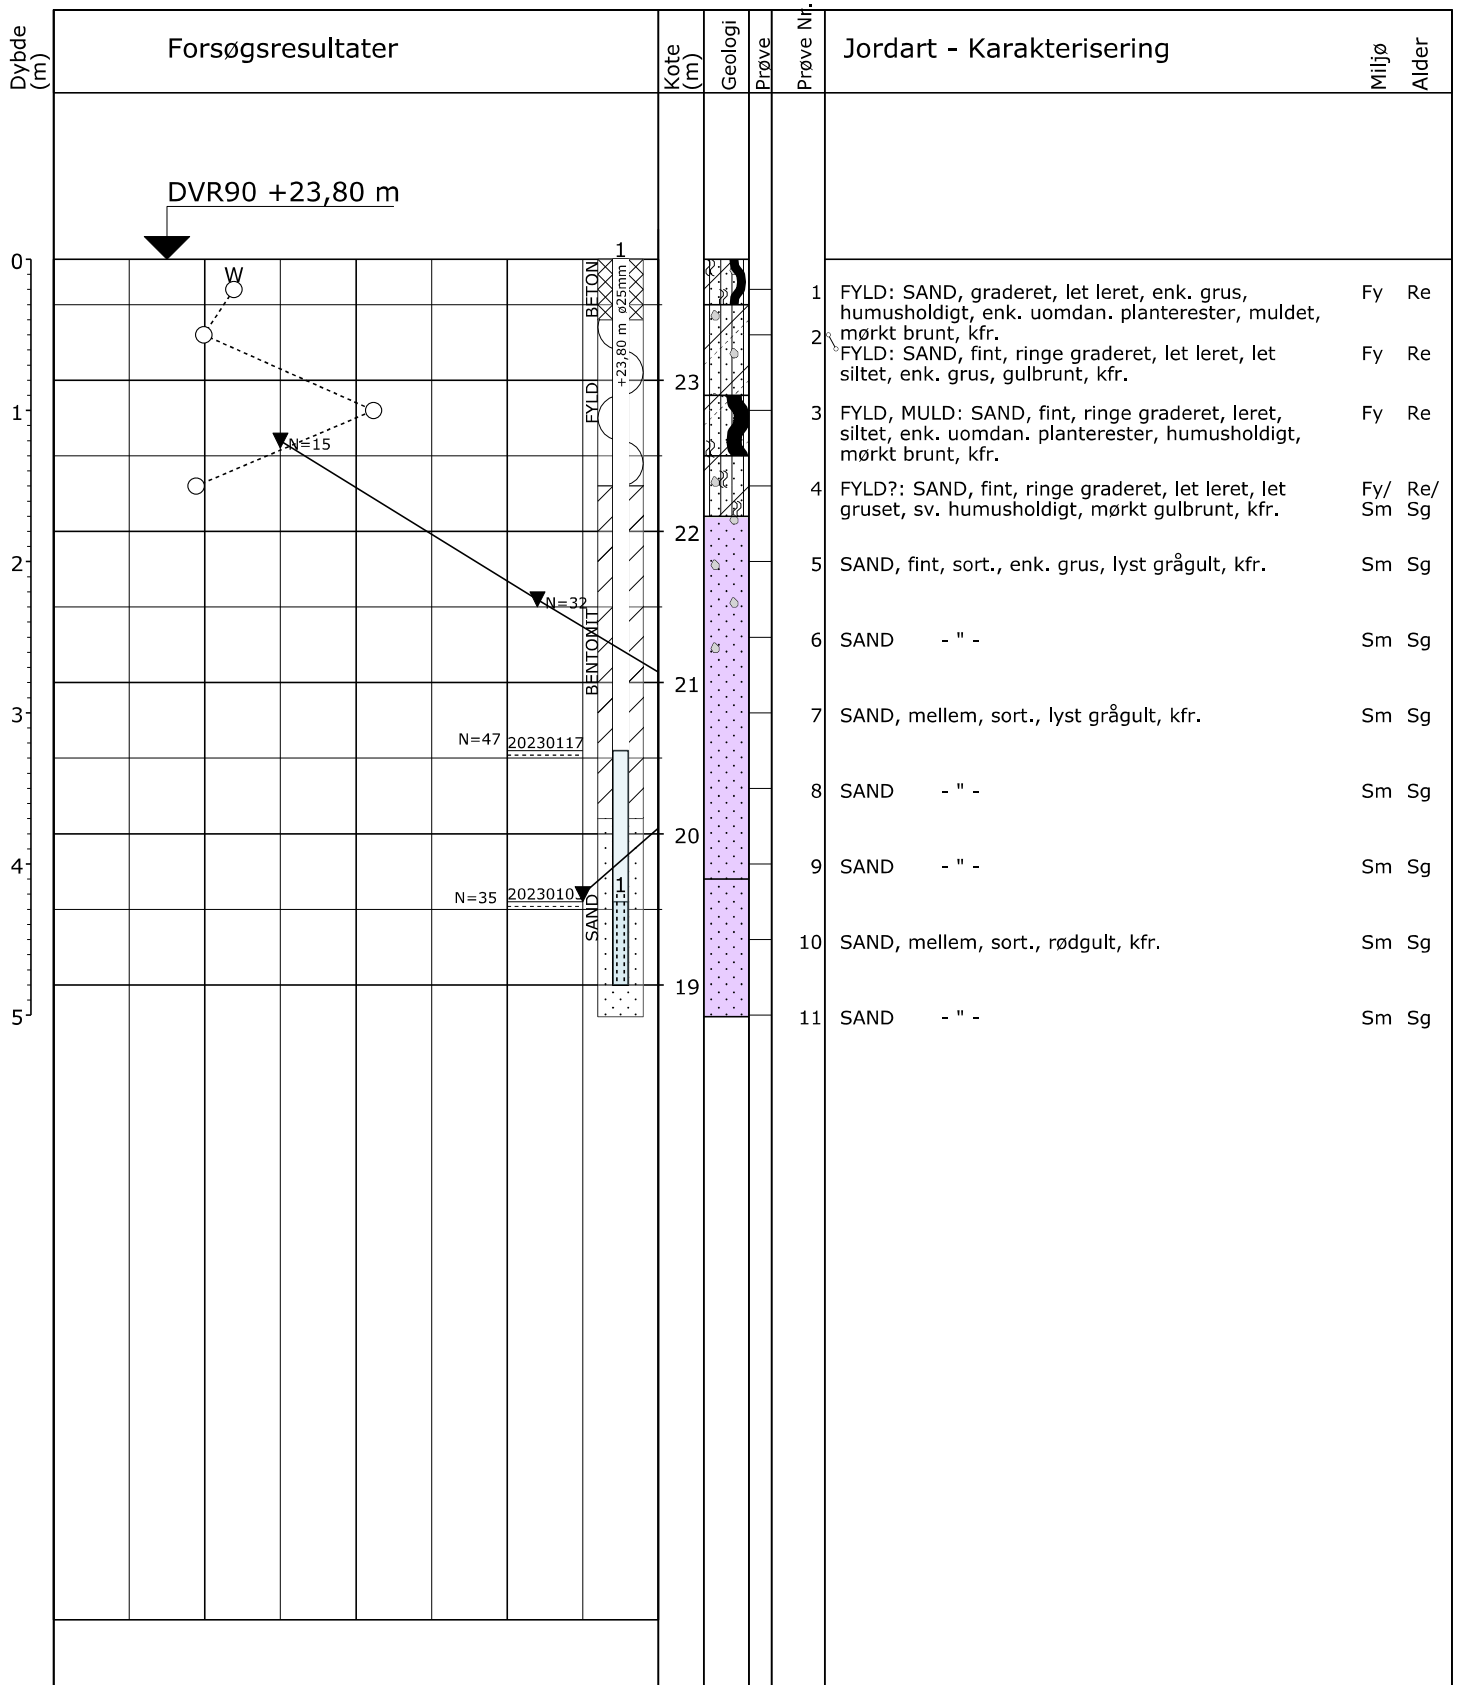 Dybde
(m)
Forsøgsresultater
Kote
(m)
Geologi
Prøve
Prøve Nr.
Jordart - Karakterisering
Miljø
Alder
DVR90 +23,80 m
0
1
2
3
4
5
W
N=15
N=32
N=47
20230117
N=35
BETON
FYLD
BENTONIT
SAND
1
+23,80 m ø25mm
1
23
22
21
20
19
1 FYLD: SAND, graderet, let leret, enk. grus, Fy Re
humusholdigt, enk. uomdan. planterester, muldet,
mørkt brunt, kfr.
2 FYLD: SAND, fint, ringe graderet, let leret, let Fy Re
siltet, enk. grus, gulbrunt, kfr.
3 FYLD, MULD: SAND, fint, ringe graderet, leret, Fy Re
siltet, enk. uomdan. planterester, humusholdigt,
mørkt brunt, kfr.
4 FYLD?: SAND, fint, ringe graderet, let leret, let Fy/ Re/
gruset, sv. humusholdigt, mørkt gulbrunt, kfr. Sm Sg
5 SAND, fint, sort., enk. grus, lyst grågult, kfr. Sm Sg
6 SAND - " - Sm Sg
7 SAND, mellem, sort., lyst grågult, kfr. Sm Sg
8 SAND - " - Sm Sg
9 SAND - " - Sm Sg
10 SAND, mellem, sort., rødgult, kfr. Sm Sg
11 SAND - " - Sm Sg